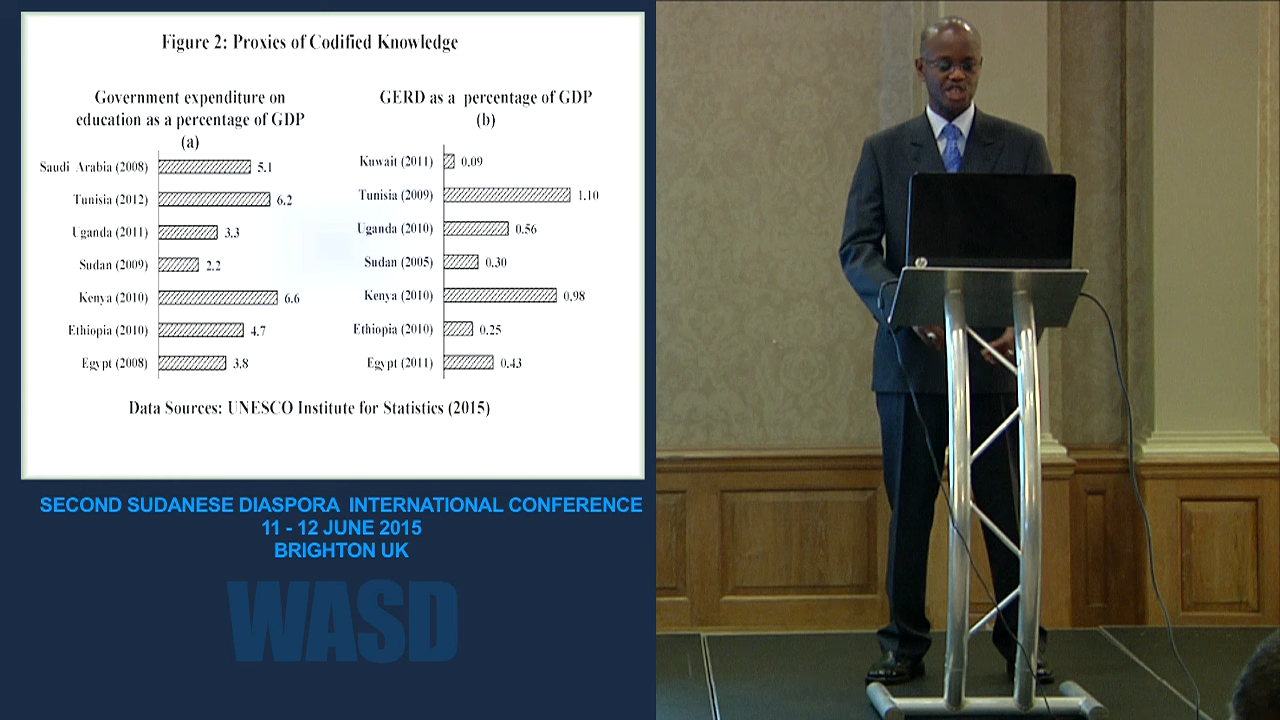 Figure 2: Proxies of Codified Knowledge
Government expenditure on
education as a percentage of GDP
(a)
Saudi Arabia (2008) 5.1
Tunisia (2012) 6.2
Uganda (2011) 3.3
Sudan (2009) 2.2
Kenya (2010) 6.6
Ethiopia (2010) 4.7
Egypt (2008) 3.8
GERD as a percentage of GDP
(b)
Kuwait (2011) 0.09
Tunisia (2009) 1.10
Uganda (2010) 0.56
Sudan (2005) 0.30
Kenya (2010) 0.98
Ethiopia (2010) 0.25
Egypt (2011) 0.43
Data Sources: UNESCO Institute for Statistics (2015)
SECOND SUDANESE DIASPORA INTERNATIONAL CONFERENCE
11 - 12 JUNE 2015
BRIGHTON UK
WASD
hp